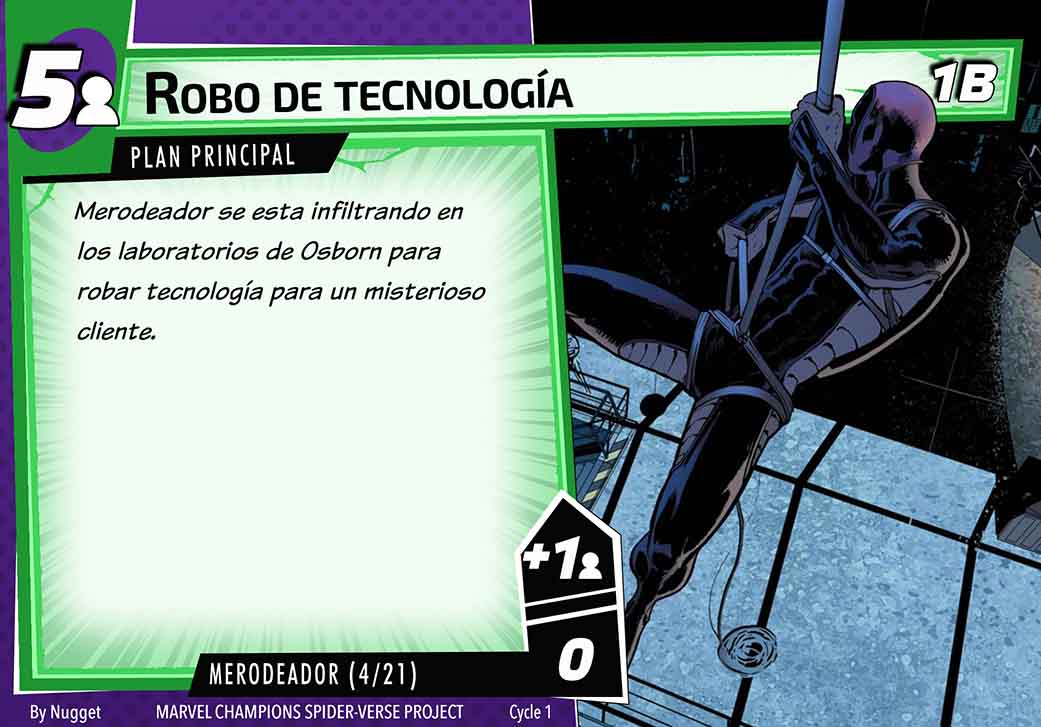 5
ROBO DE TECNOLOGÍA
1B
PLAN PRINCIPAL
Merodeador se esta infiltrando en
los laboratorios de Osborn para
robar tecnología para un misterioso
cliente.
+1
0
MERODEADOR (4/21)
By Nugget MARVEL CHAMPIONS SPIDER-VERSE PROJECT Cycle 1